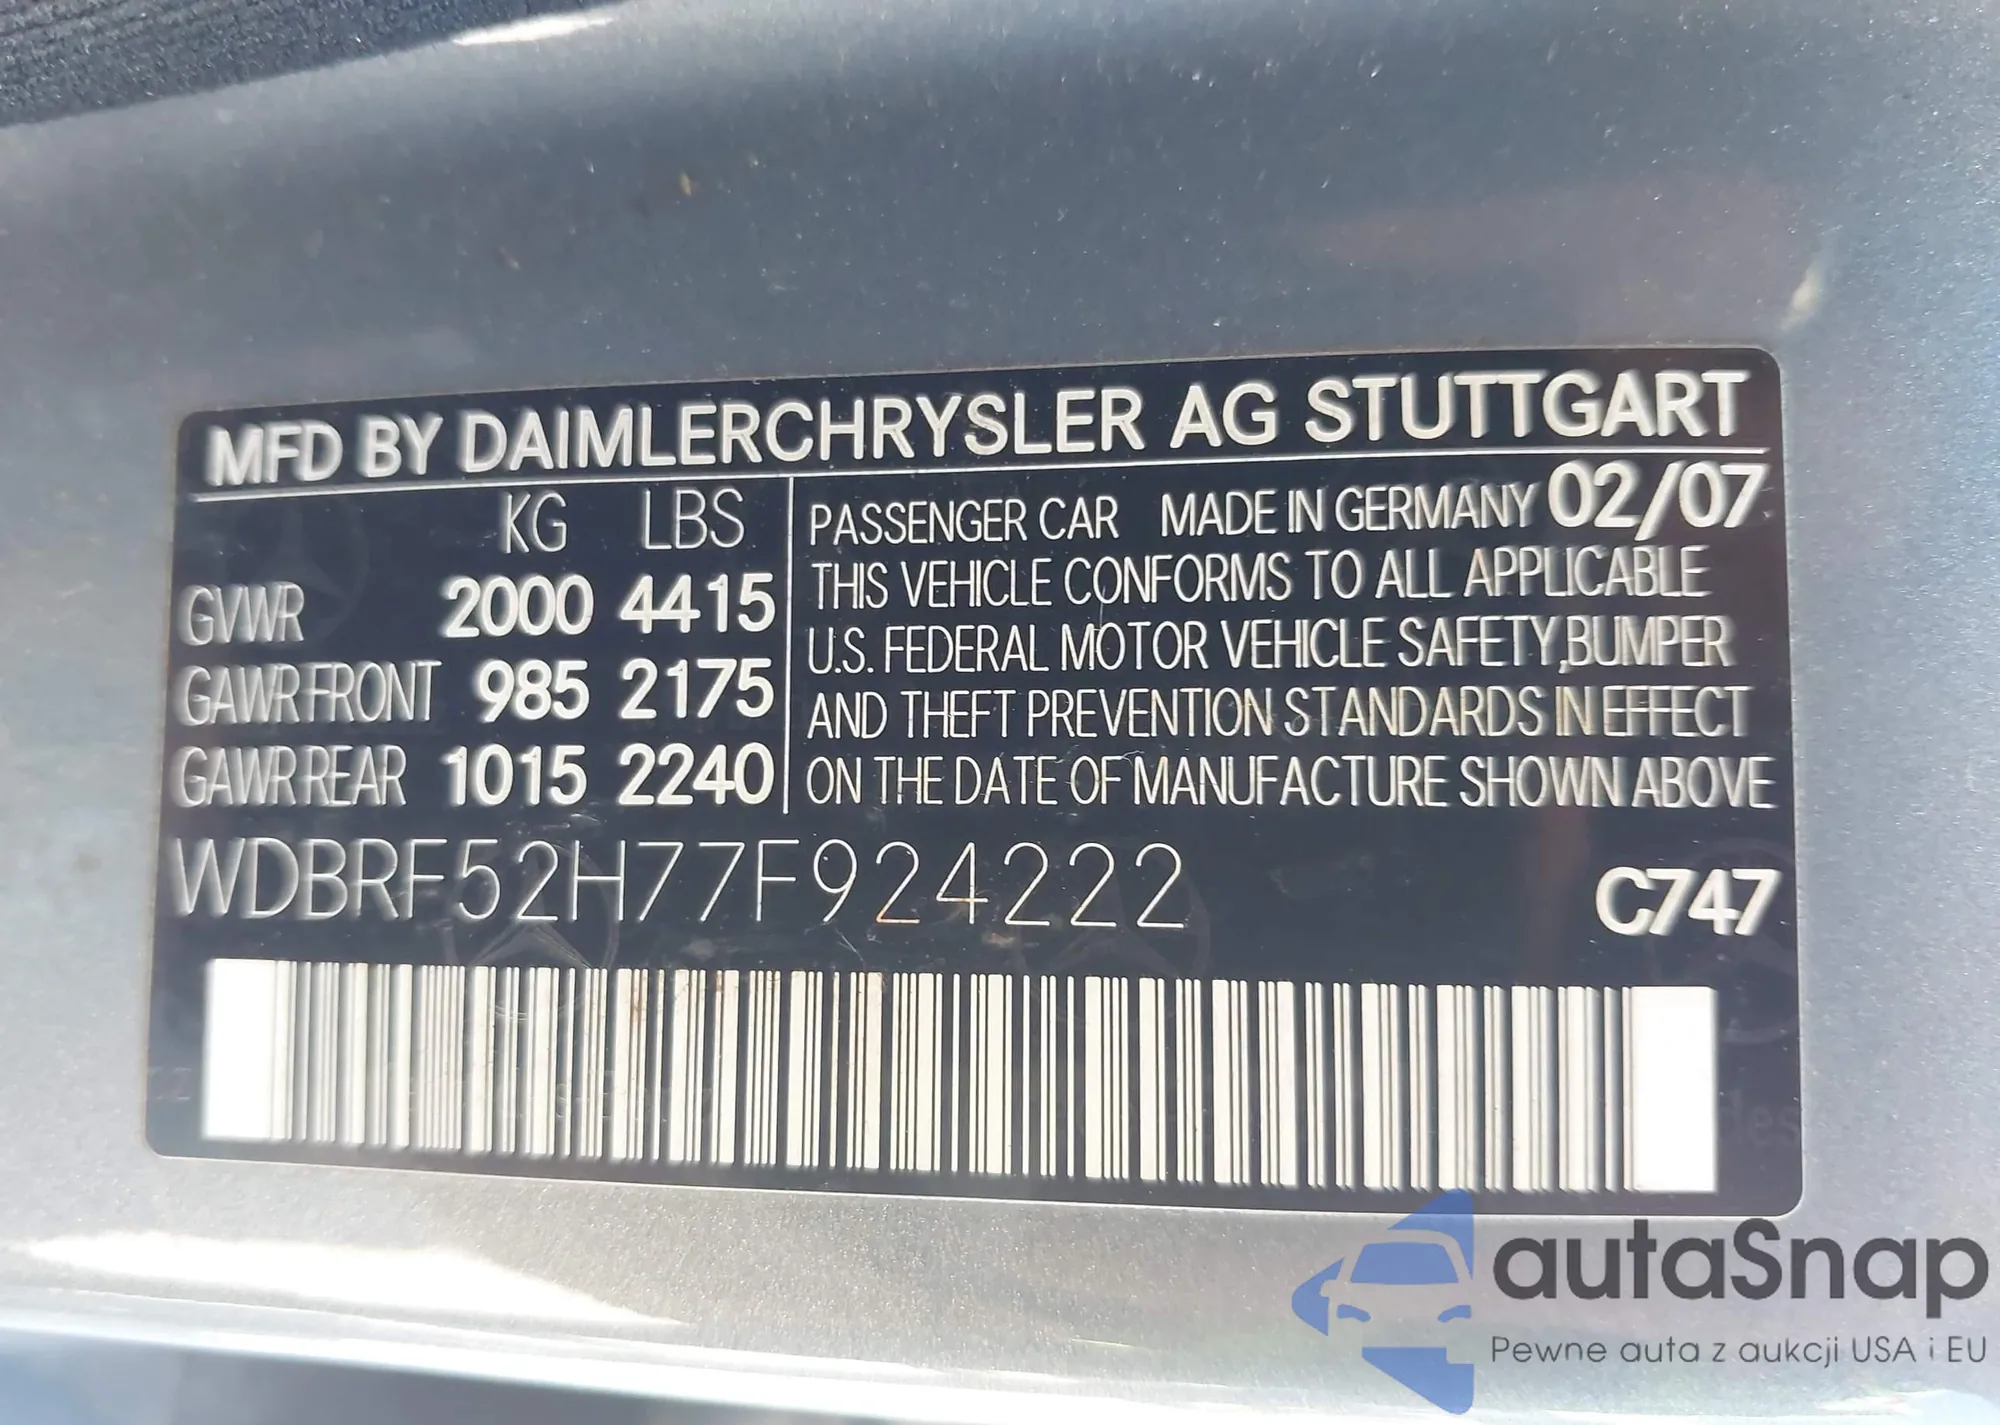 MFD BY DAIMLERCHRYSLER AG STUTTGART
KG LBS
GVWR 2000 4415
GAWR FRONT 985 2175
GAWR REAR 1015 2240
PASSENGER CAR MADE IN GERMANY 02/07
THIS VEHICLE CONFORMS TO ALL APPLICABLE
U.S. FEDERAL MOTOR VEHICLE SAFETY,BUMPER
AND THEFT PREVENTION STANDARDS IN EFFECT
ON THE DATE OF MANUFACTURE SHOWN ABOVE
WDBRF52H77F924222 C747
autaSnap
Pewne auta z aukcji USA i EU